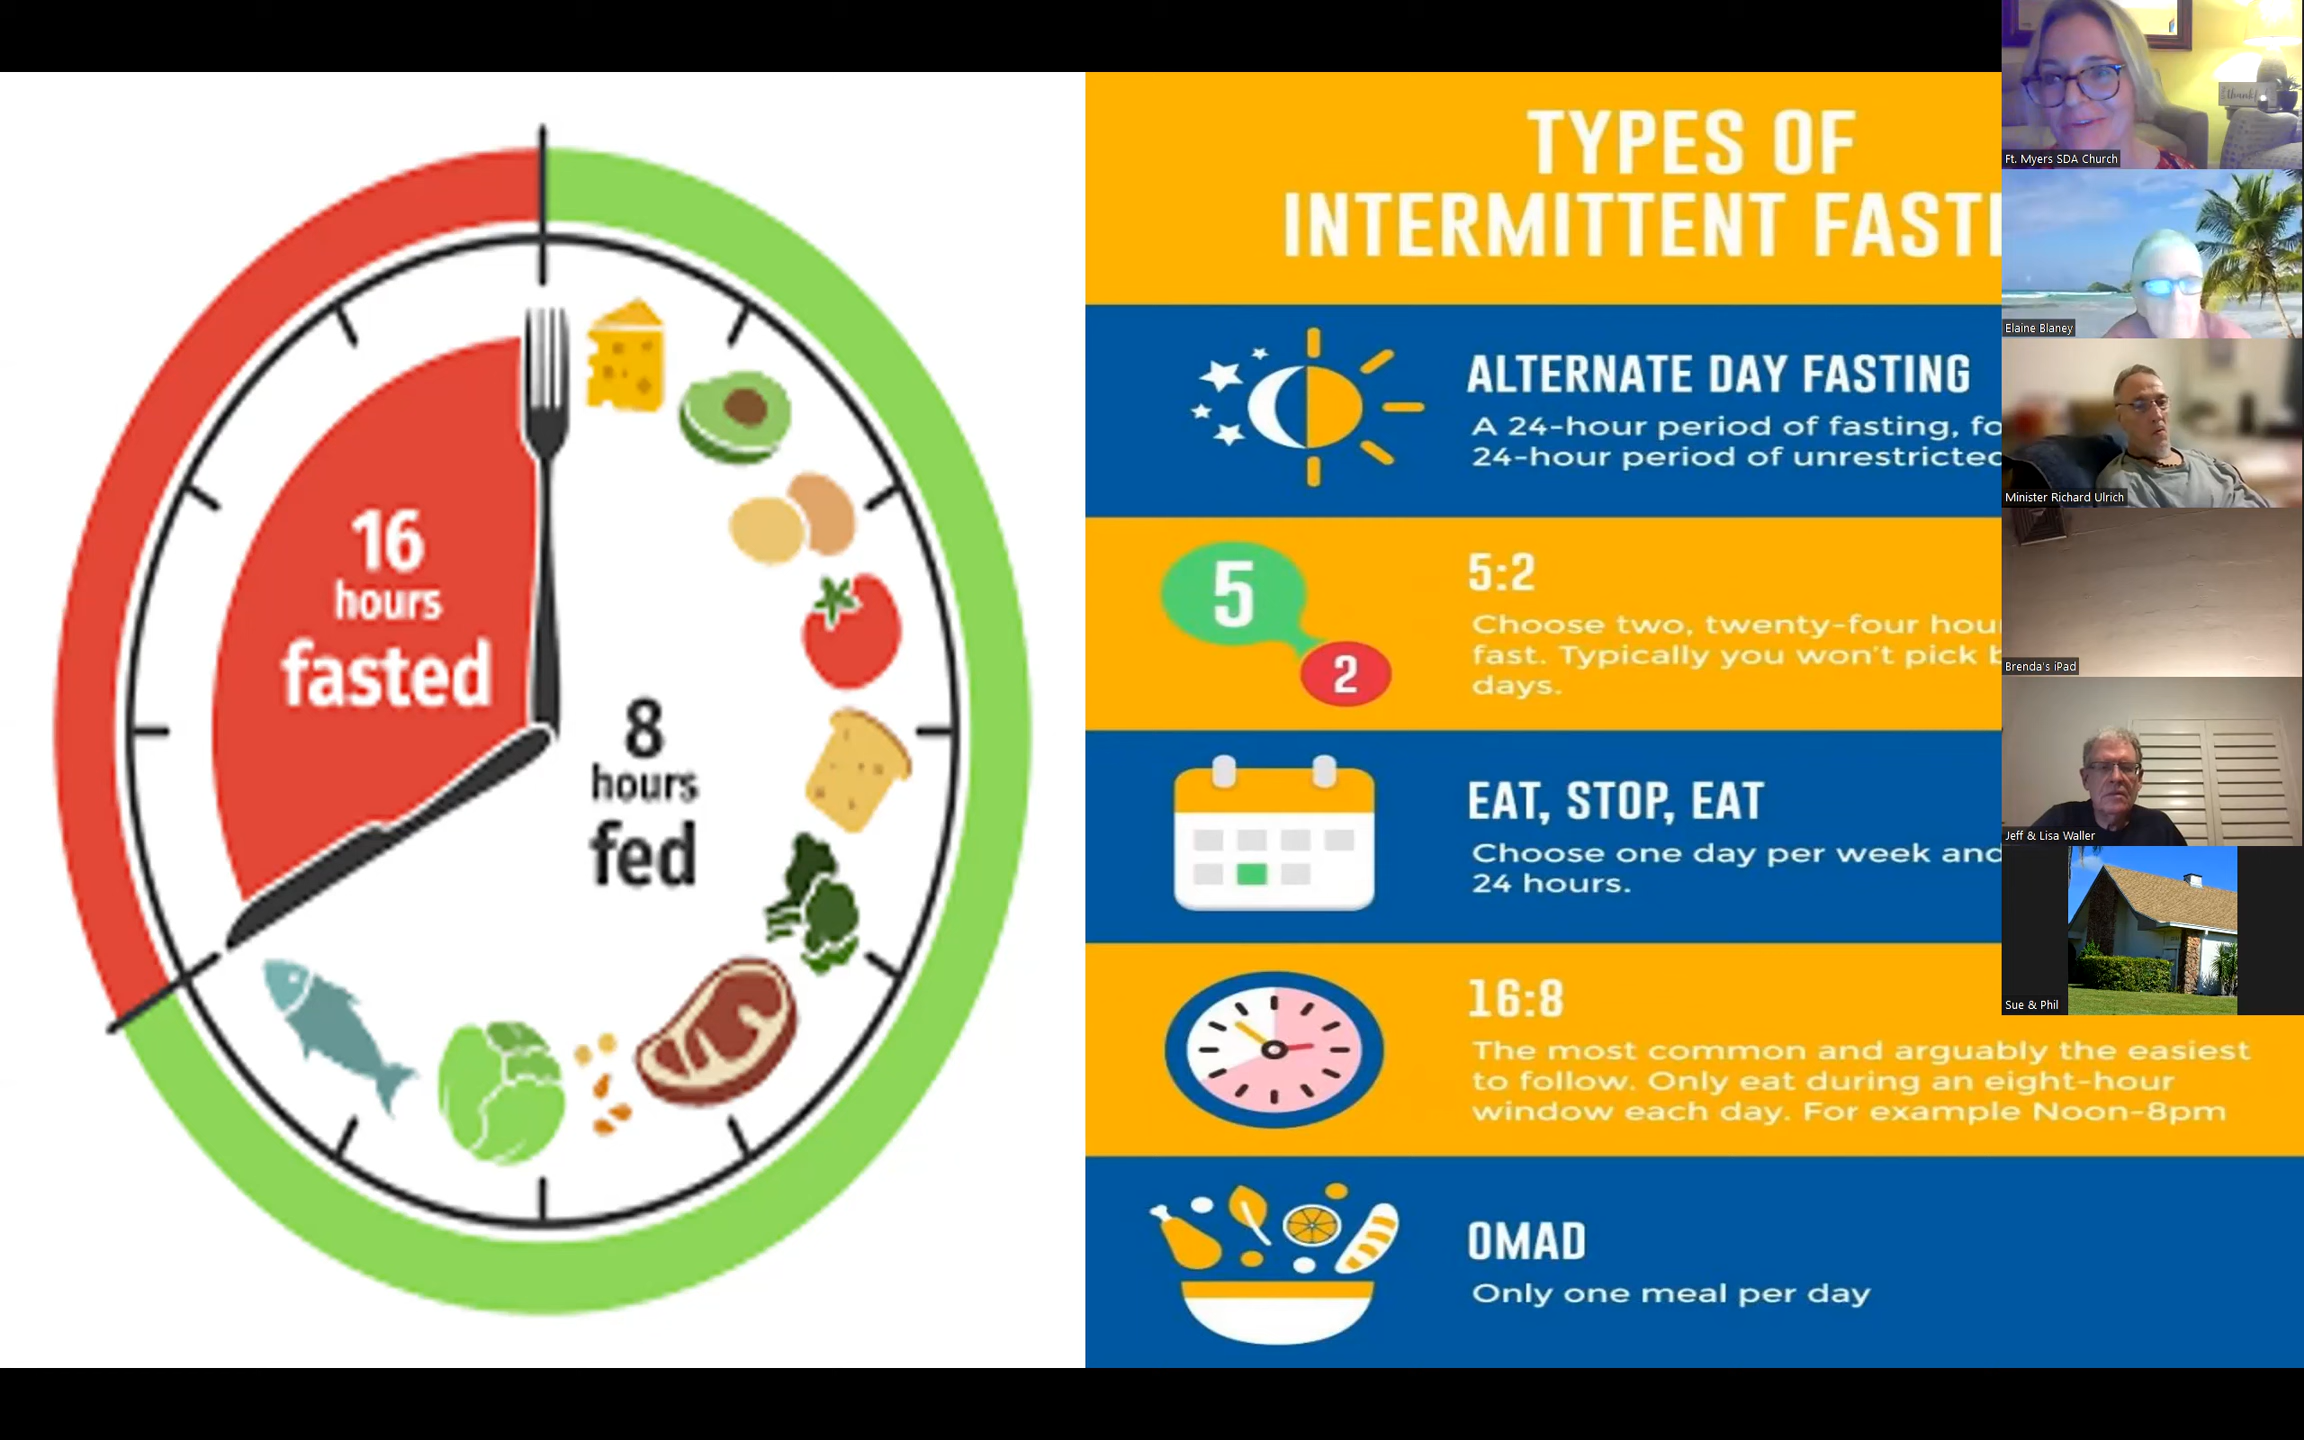 16
hours
fasted
8
hours
fed
TYPES OF
INTERMITTENT FASTI
ALTERNATE DAY FASTING
A 24-hour period of fasting, fo
24-hour period of unrestricted
5
2
5:2
Choose two, twenty-four hou
fast. Typically you won't pick b
days.
EAT, STOP, EAT
Choose one day per week and
24 hours.
16:8
The most common and arguably the easiest
to follow. Only eat during an eight-hour
window each day. For example Noon-8pm
OMAD
Only one meal per day
Ft. Myers SDA Church
Elaine Blaney
Minister Richard Ulrich
Brenda's iPad
Jeff & Lisa Waller
Sue & Phil